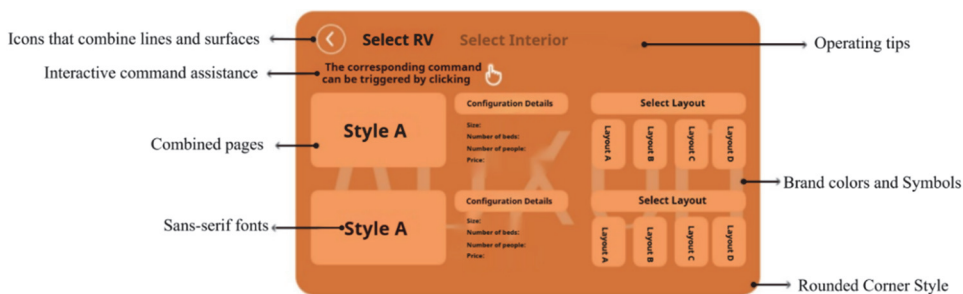 Icons that combine lines and surfaces
Select RV
Select Interior
Operating tips
Interactive command assistance
The corresponding command
can be triggered by clicking
Combined pages
Style A
Configuration Details
Size:
Number of beds:
Number of people:
Price:
Select Layout
Layout A
Layout B
Layout C
Layout D
Brand colors and Symbols
Sans-serif fonts
Style A
Configuration Details
Size:
Number of beds:
Number of people:
Price:
Select Layout
Layout A
Layout B
Layout C
Layout D
Rounded Corner Style